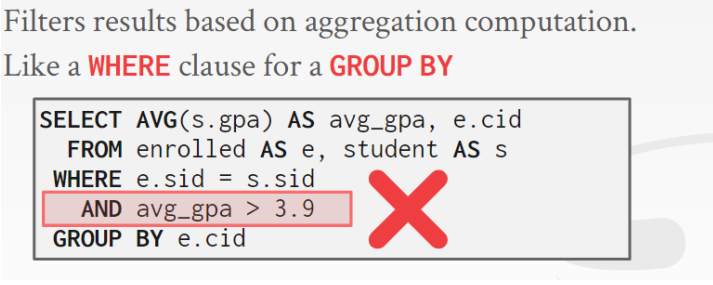 Filters results based on aggregation computation.
Like a WHERE clause for a GROUP BY
SELECT AVG(s.gpa) AS avg_gpa, e.cid
FROM enrolled AS e, student AS s
WHERE e.sid = s.sid
AND avg_gpa > 3.9
GROUP BY e.cid